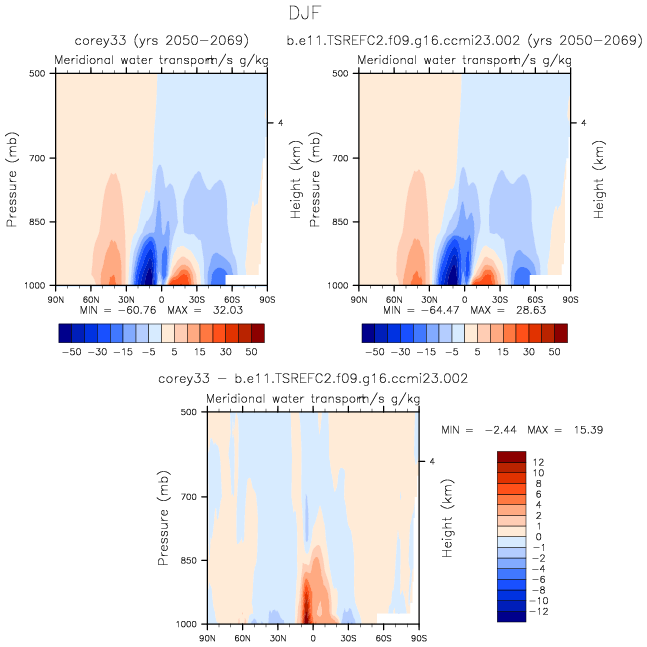 DJF
corey33 (yrs 2050-2069)
b.e11.TSREFC2.f09.g16.ccmi23.002 (yrs 2050-2069)
Meridional water transport m/s g/kg
Meridional water transport m/s g/kg
500
700
850
1000
Pressure (mb)
4
Height (km)
90N 60N 30N 0 30S 60S 90S
MIN = -60.76 MAX = 32.03
-50 -30 -15 -5 5 15 30 50
500
700
850
1000
Pressure (mb)
4
Height (km)
90N 60N 30N 0 30S 60S 90S
MIN = -64.47 MAX = 28.63
-50 -30 -15 -5 5 15 30 50
corey33 - b.e11.TSREFC2.f09.g16.ccmi23.002
Meridional water transport m/s g/kg
500
700
850
1000
Pressure (mb)
4
Height (km)
90N 60N 30N 0 30S 60S 90S
MIN = -2.44 MAX = 15.39
12
10
8
6
4
2
1
0
-1
-2
-4
-6
-8
-10
-12